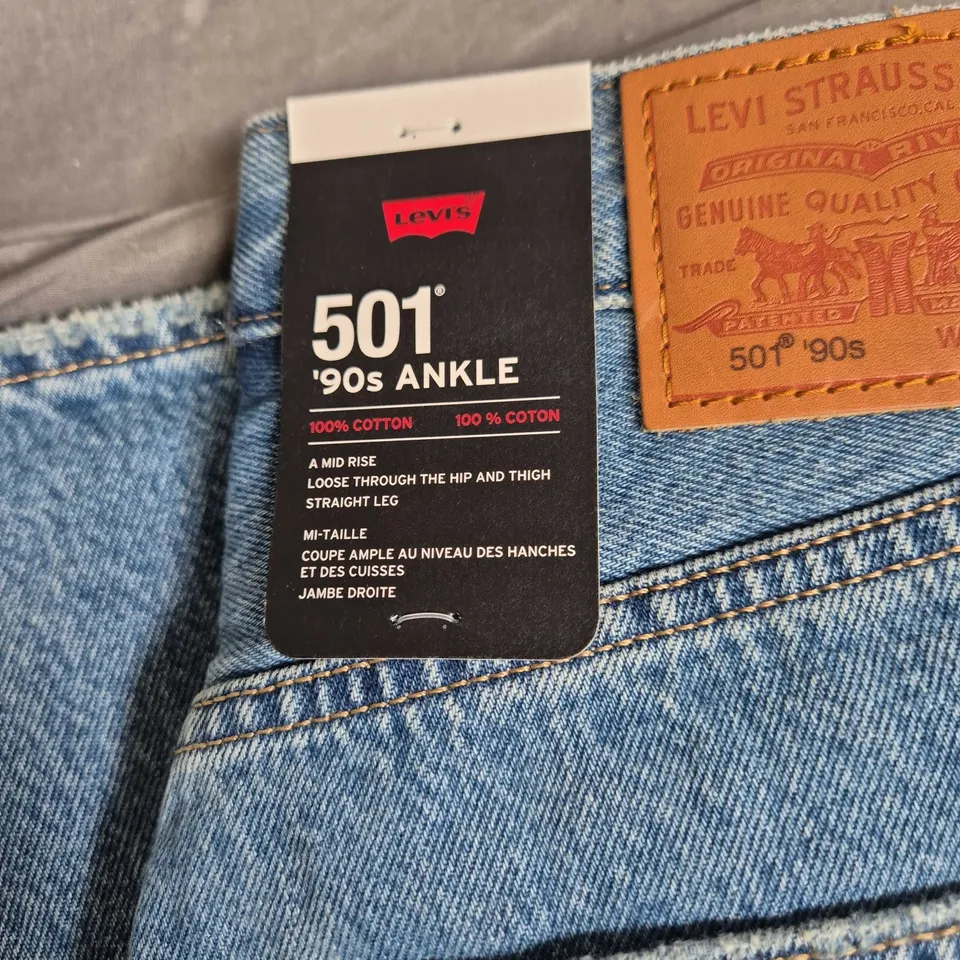 Levi's
501®
'90s ANKLE
100% COTTON 100 % COTON
A MID RISE
LOOSE THROUGH THE HIP AND THIGH
STRAIGHT LEG
MI-TAILLE
COUPE AMPLE AU NIVEAU DES HANCHES
ET DES CUISSES
JAMBE DROITE
LEVI STRAUSS
SAN FRANCISCO, CAL
ORIGINAL RIV
GENUINE QUALITY
TRADE
PATENTED MA
501® '90s W